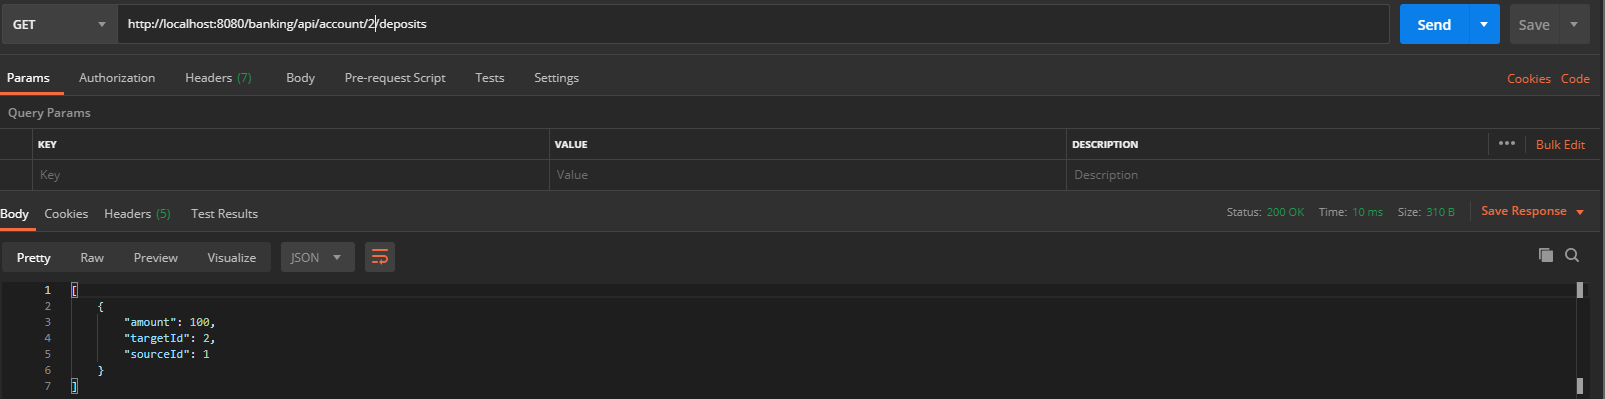 GET http://localhost:8080/banking/api/account/2/deposits Send Save
Params Authorization Headers (7) Body Pre-request Script Tests Settings Cookies Code
Query Params
KEY VALUE DESCRIPTION ••• Bulk Edit
Key Value Description
Body Cookies Headers (5) Test Results Status: 200 OK Time: 10 ms Size: 310 B Save Response
Pretty Raw Preview Visualize JSON
1 [
2 {
3 "amount": 100,
4 "targetId": 2,
5 "sourceId": 1
6 }
7 ]